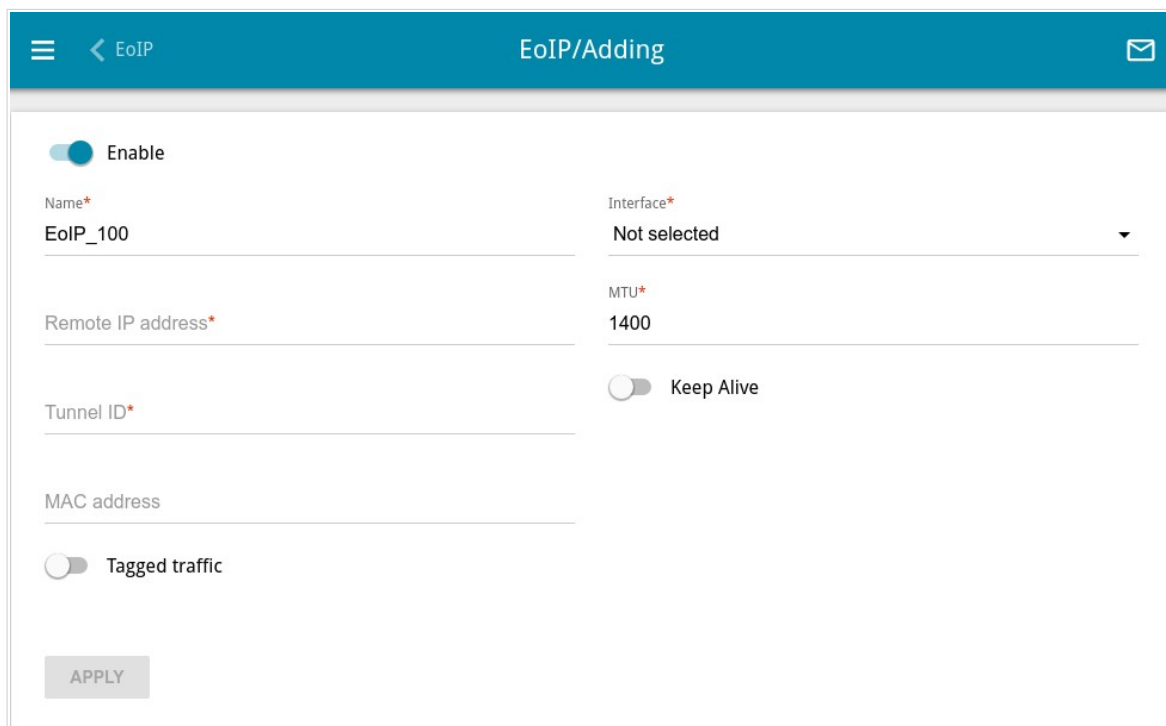 EoIP
EoIP/Adding
Enable
Name*
EoIP_100
Interface*
Not selected
Remote IP address*
MTU*
1400
Tunnel ID*
Keep Alive
MAC address
Tagged traffic
APPLY